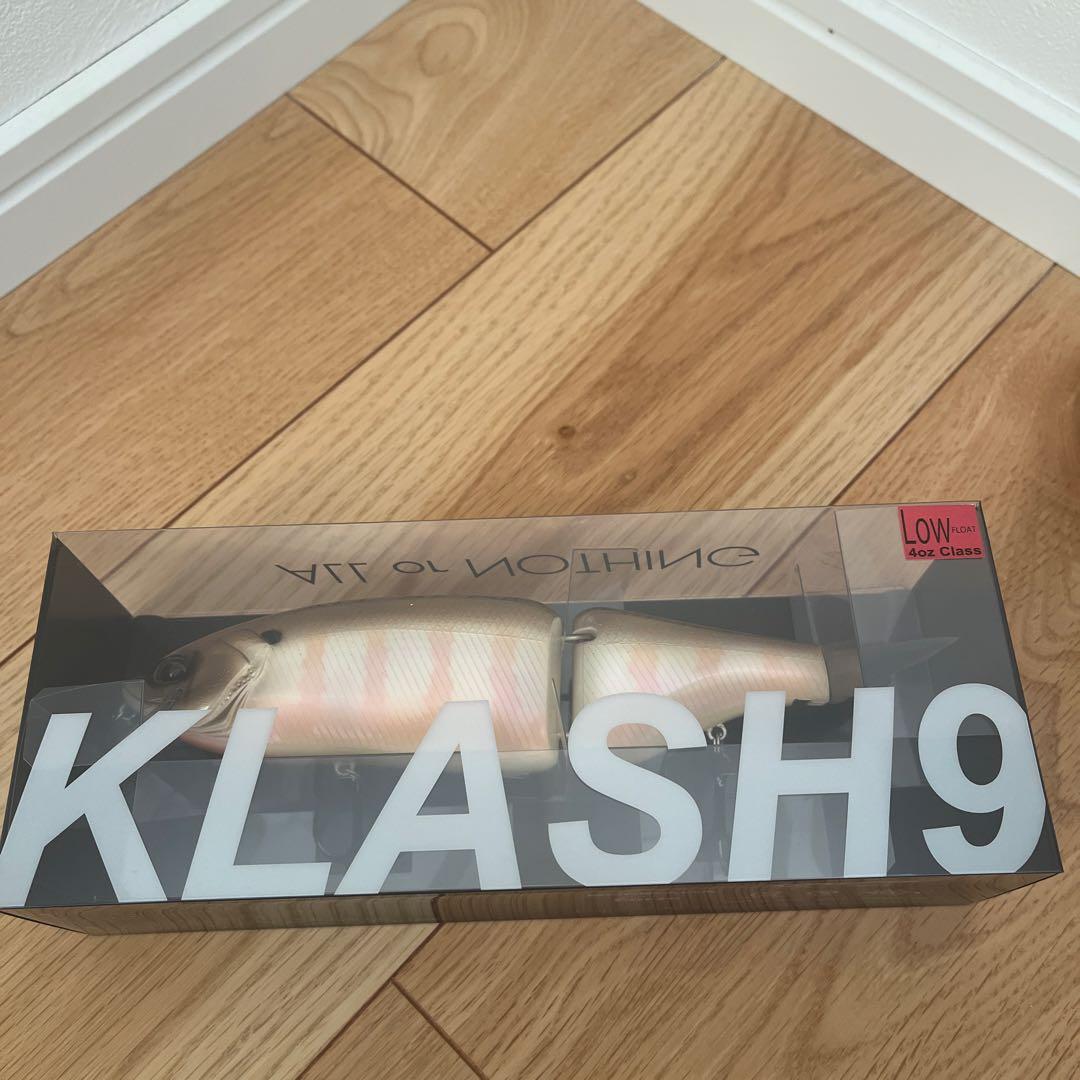 ALL or NOTHING
LOW FLOAT
4oz Class
KLASH9